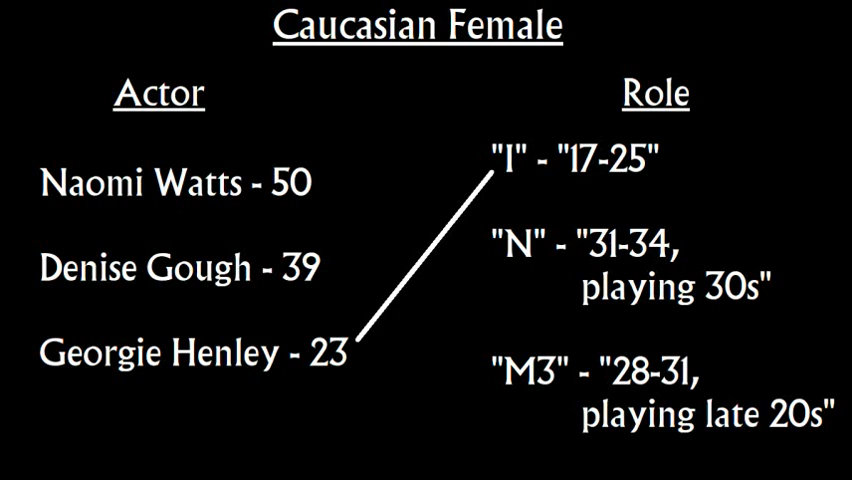 Caucasian Female
Actor
Role
Naomi Watts - 50
Denise Gough - 39
Georgie Henley - 23
"I" - "17-25"
"N" - "31-34,
playing 30s"
"M3" - "28-31,
playing late 20s"